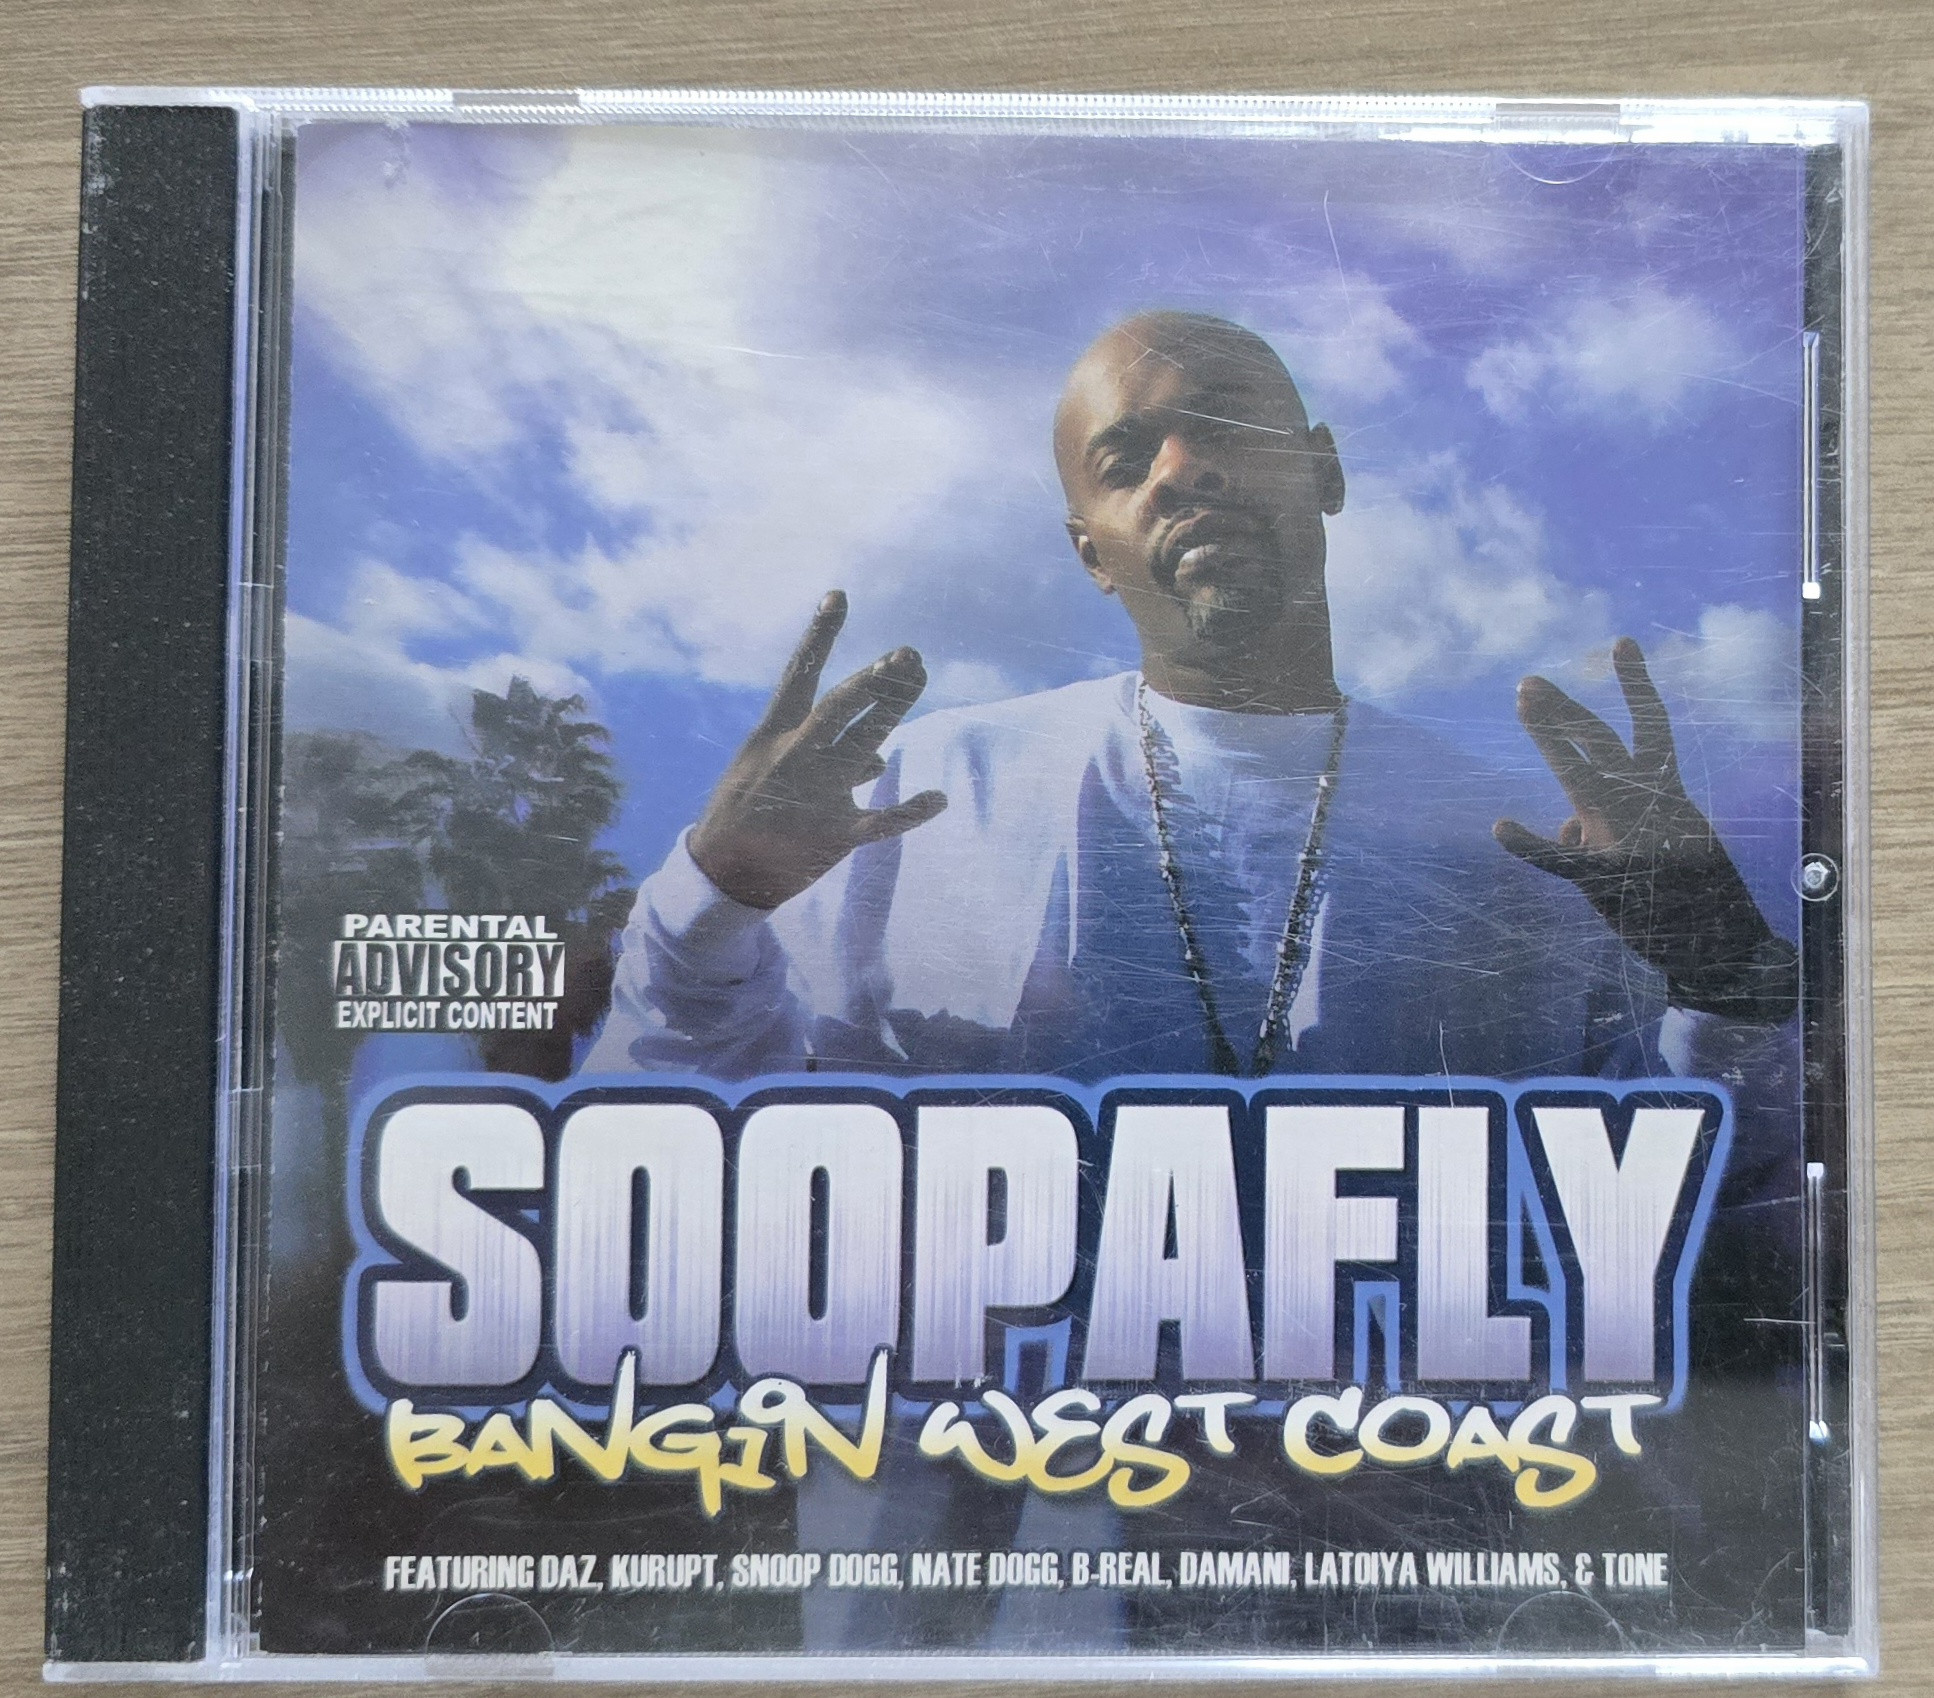 PARENTAL
ADVISORY
EXPLICIT CONTENT
SOOPAFLY
BANGiN WEST COAST
FEATURING DAZ, KURUPT, SNOOP DOGG, NATE DOGG, B-REAL, DAMANI, LATOIYA WILLIAMS, & TONE